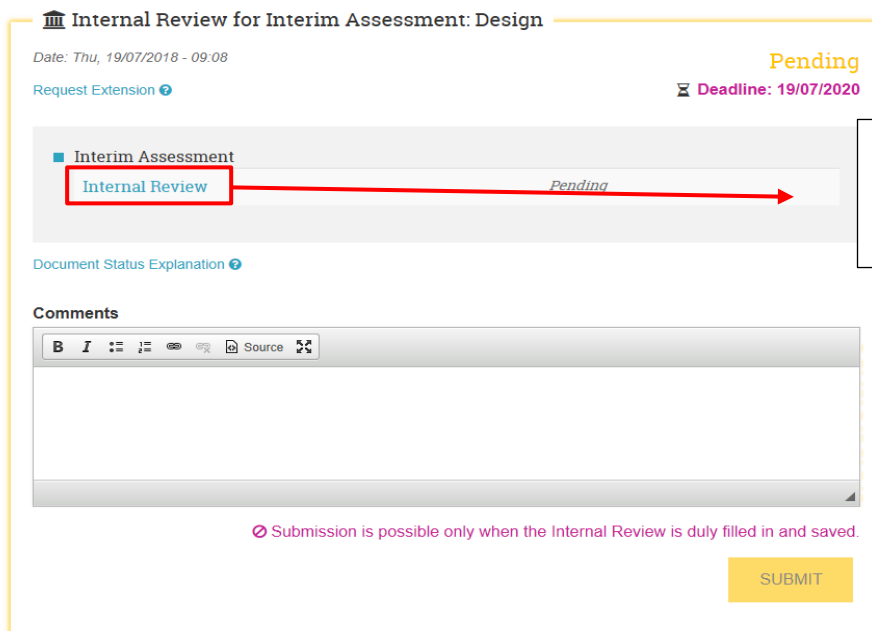 Internal Review for Interim Assessment: Design
Date: Thu, 19/07/2018 - 09:08
Pending
Request Extension
Deadline: 19/07/2020
Interim Assessment
Internal Review
Pending
Document Status Explanation
Comments
B I Source
Submission is possible only when the Internal Review is duly filled in and saved.
SUBMIT